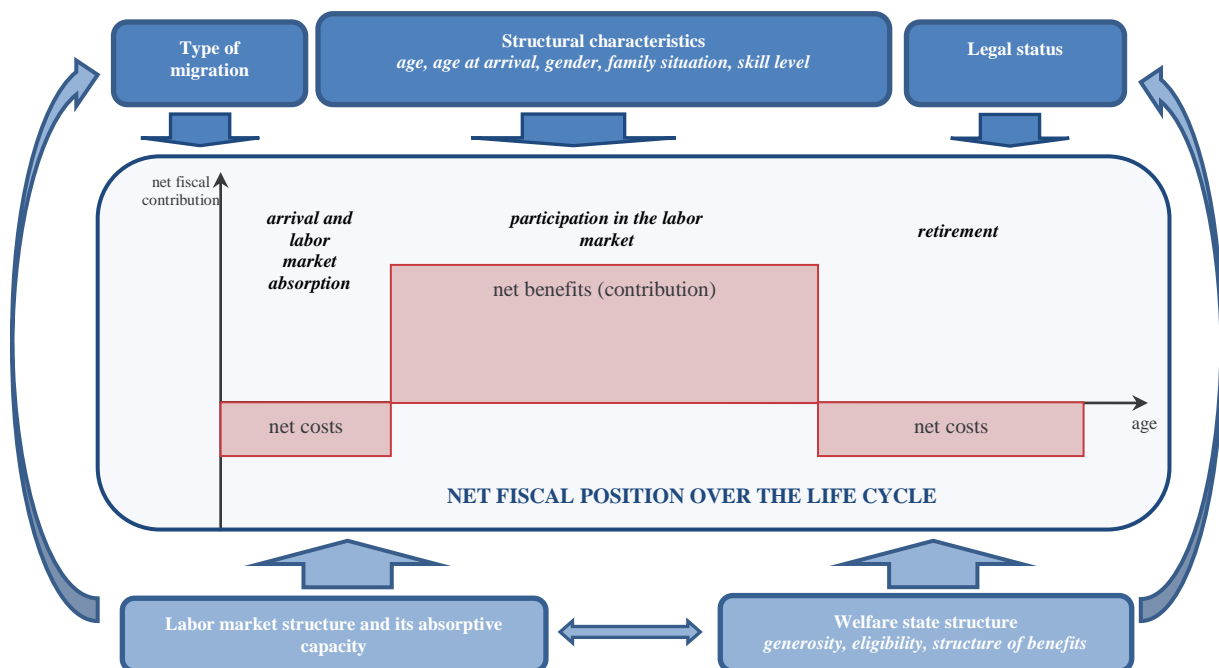 Type of
migration
Structural characteristics
age, age at arrival, gender, family situation, skill level
Legal status
net fiscal
contribution
arrival and
labor
market
absorption
participation in the labor
market
retirement
net benefits (contribution)
net costs
net costs
age
NET FISCAL POSITION OVER THE LIFE CYCLE
Labor market structure and its absorptive
capacity
Welfare state structure
generosity, eligibility, structure of benefits